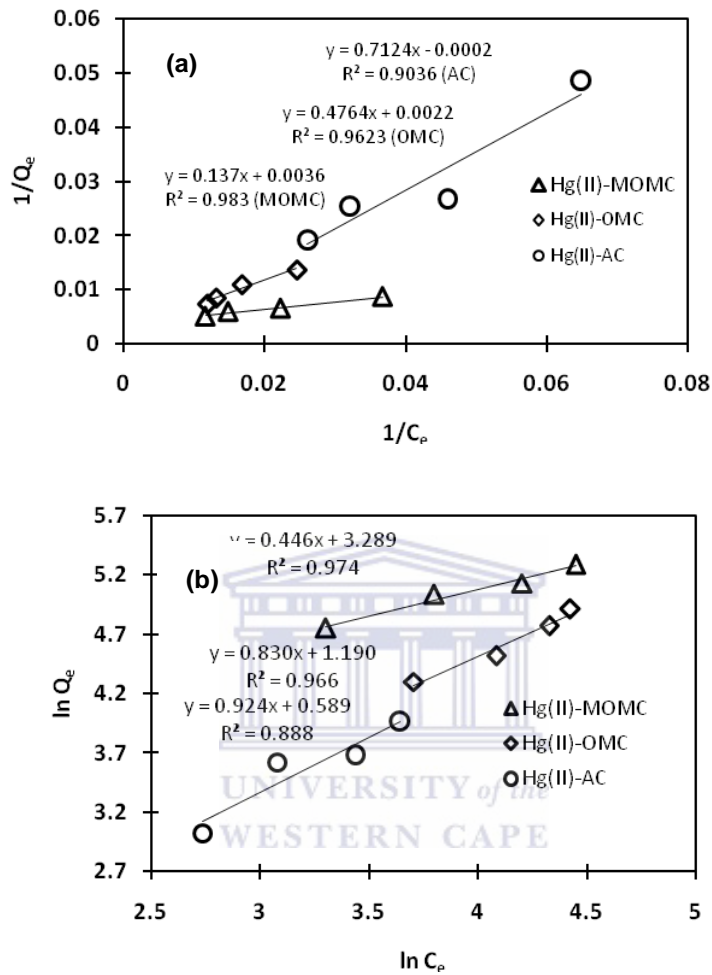 0.06
0.05
0.04
0.03
0.02
0.01
0
1/Qe
(a)
y = 0.7124x - 0.0002
R² = 0.9036 (AC)
y = 0.4764x + 0.0022
R² = 0.9623 (OMC)
y = 0.137x + 0.0036
R² = 0.983 (MOMC)
Hg(II)-MOMC
Hg(II)-OMC
Hg(II)-AC
0 0.02 0.04 0.06 0.08
1/Ce
5.7
5.2
4.7
4.2
3.7
3.2
2.7
ln Qe
(b)
= 0.446x + 3.289
R² = 0.974
y = 0.830x + 1.190
R² = 0.966
y = 0.924x + 0.589
R² = 0.888
Hg(II)-MOMC
Hg(II)-OMC
Hg(II)-AC
UNIVERSITY of the
WESTERN CAPE
2.5 3 3.5 4 4.5 5
ln Ce